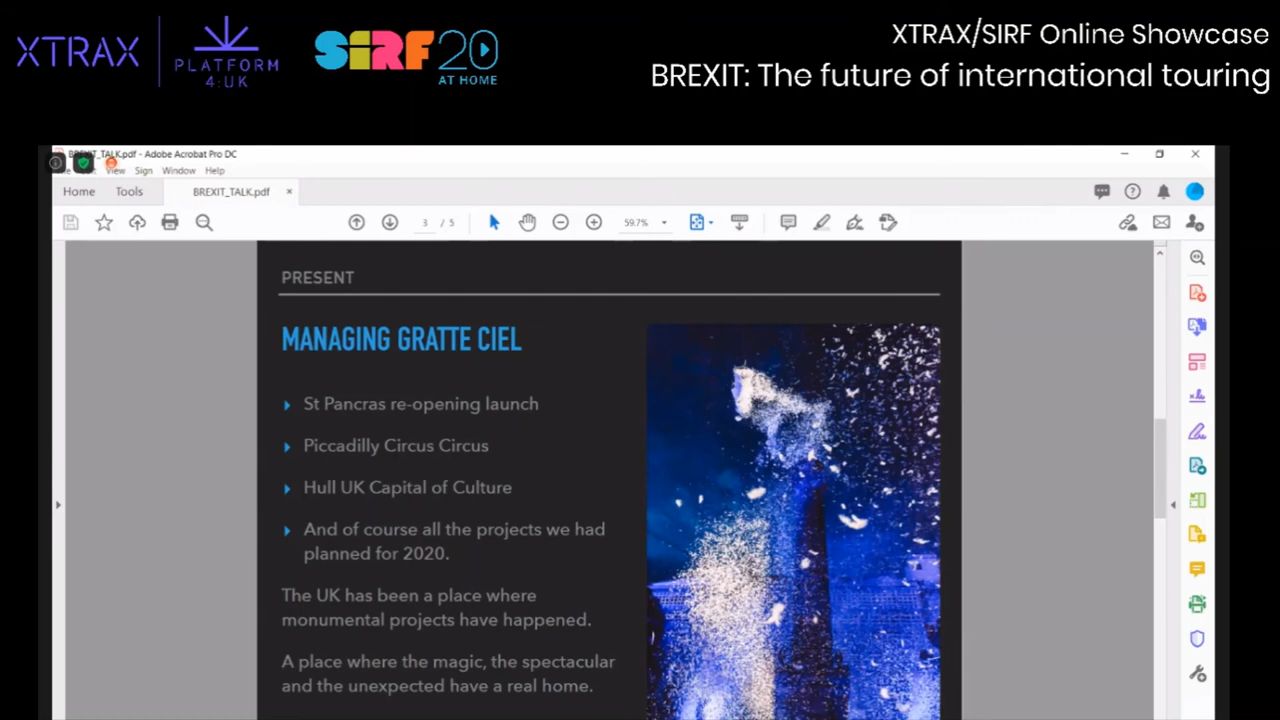 XTRAX
PLATFORM
4:UK
SIRF20
AT HOME
XTRAX/SIRF Online Showcase
BREXIT: The future of international touring
BREXIT_TALK.pdf - Adobe Acrobat Pro DC
View Sign Window Help
Home Tools BREXIT_TALK.pdf ×
3 / 5 59.7%
PRESENT
MANAGING GRATTE CIEL
St Pancras re-opening launch
Piccadilly Circus Circus
Hull UK Capital of Culture
And of course all the projects we had
planned for 2020.
The UK has been a place where
monumental projects have happened.
A place where the magic, the spectacular
and the unexpected have a real home.